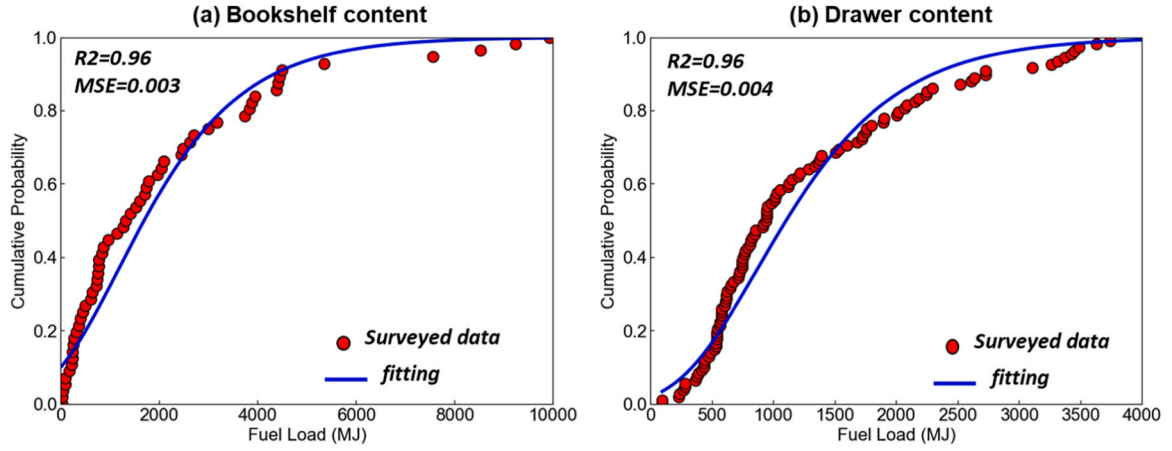 (a) Bookshelf content
R2=0.96
MSE=0.003
Cumulative Probability
1.0
0.8
0.6
0.4
0.2
0.0
Surveyed data
fitting
0 2000 4000 6000 8000 10000
Fuel Load (MJ)
(b) Drawer content
R2=0.96
MSE=0.004
Cumulative Probability
1.0
0.8
0.6
0.4
0.2
0.0
Surveyed data
fitting
0 500 1000 1500 2000 2500 3000 3500 4000
Fuel Load (MJ)